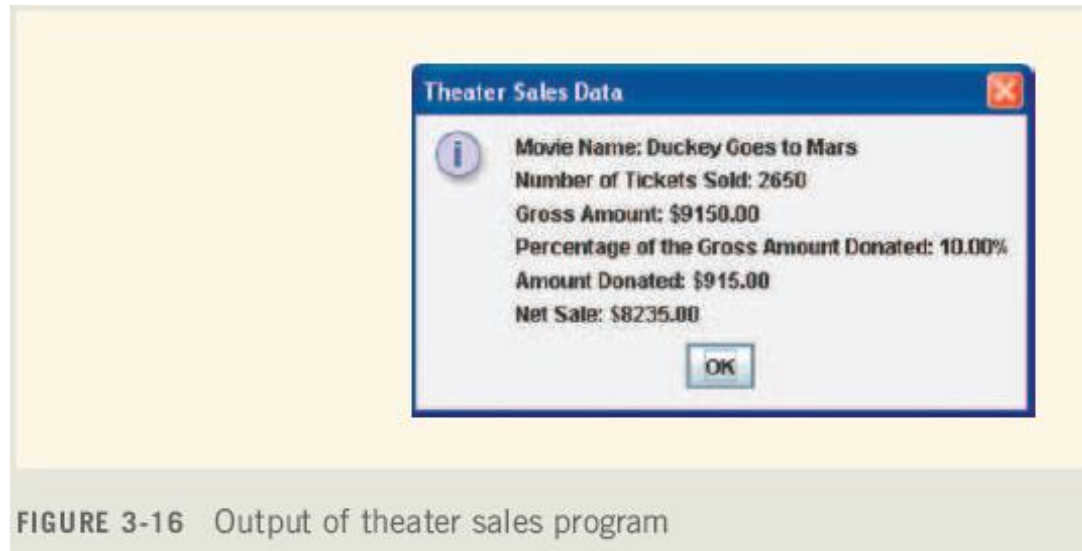 Theater Sales Data
Movie Name: Duckey Goes to Mars
Number of Tickets Sold: 2650
Gross Amount: $9150.00
Percentage of the Gross Amount Donated: 10.00%
Amount Donated: $915.00
Net Sale: $8235.00
OK
FIGURE 3-16 Output of theater sales program